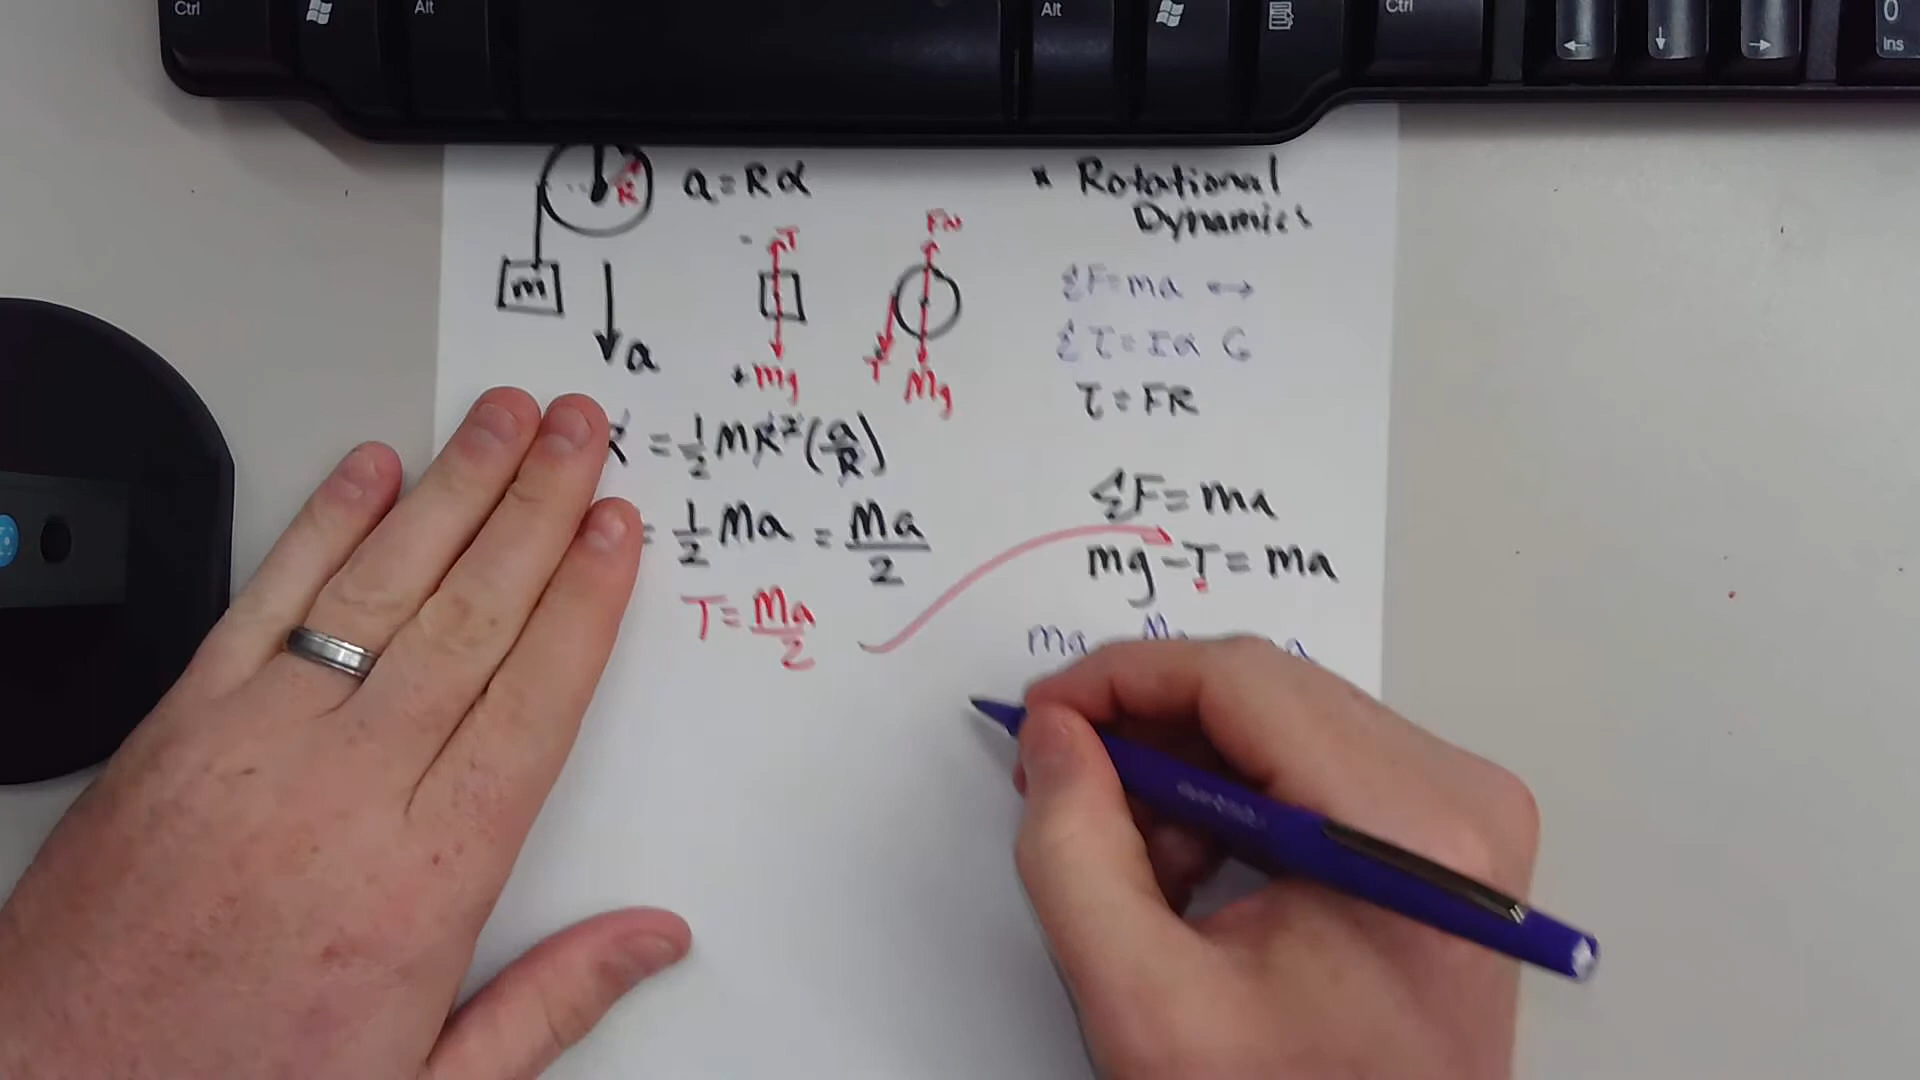 Ctrl
Alt
Alt
Ctrl
←
↓
→
0
Ins
R
a = Rα
* Rotational
Dynamics
m
a
- T
+ mg
FN
T
Mg
ΣF = ma ↔
Στ = Iα
τ = FR
= 1/2 MR² (a/R)
= 1/2 Ma = Ma/2
T = Ma/2
ΣF = ma
mg - T = ma